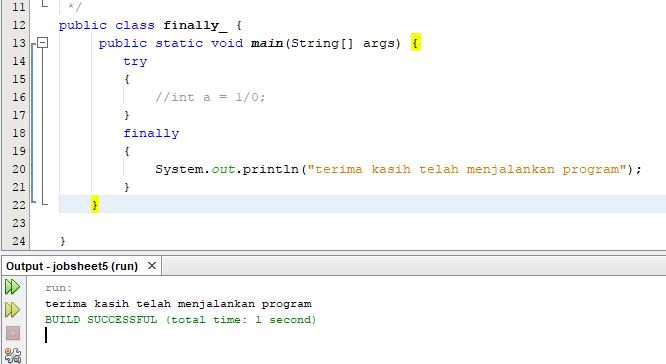 11 */
12 public class finally_ {
13 public static void main(String[] args) {
14 try
15 {
16 //int a = 1/0;
17 }
18 finally
19 {
20 System.out.println("terima kasih telah menjalankan program");
21 }
22 }
23
24 }
Output - jobsheet5 (run) ×
run:
terima kasih telah menjalankan program
BUILD SUCCESSFUL (total time: 1 second)